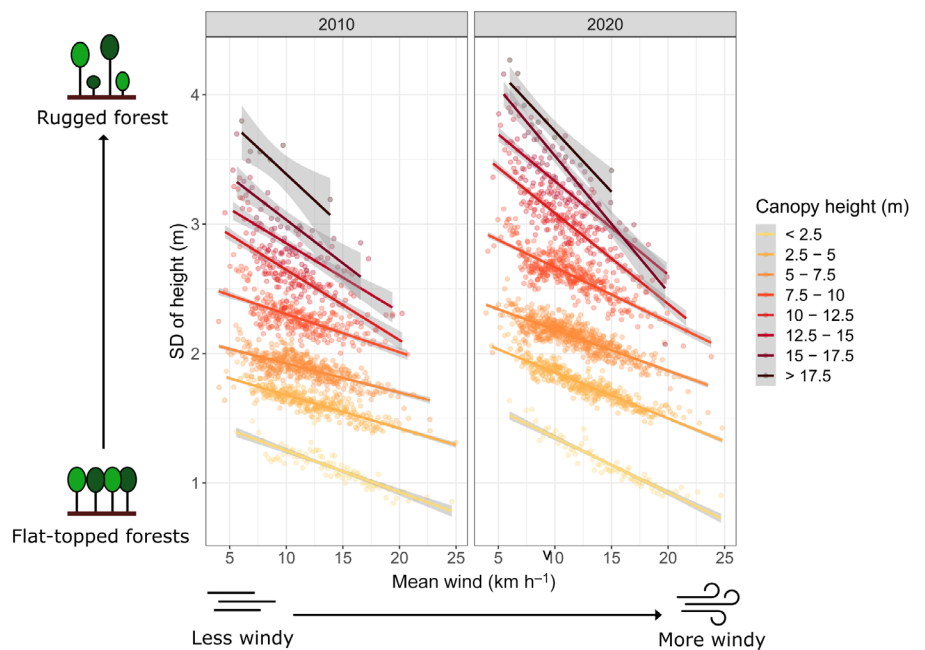 2010
2020
Rugged forest
Flat-topped forests
SD of height (m)
4
3
2
1
5
10
15
20
25
5
v
10
15
20
25
Mean wind (km h⁻¹)
Less windy
More windy
Canopy height (m)
< 2.5
2.5 – 5
5 – 7.5
7.5 – 10
10 – 12.5
12.5 – 15
15 – 17.5
> 17.5